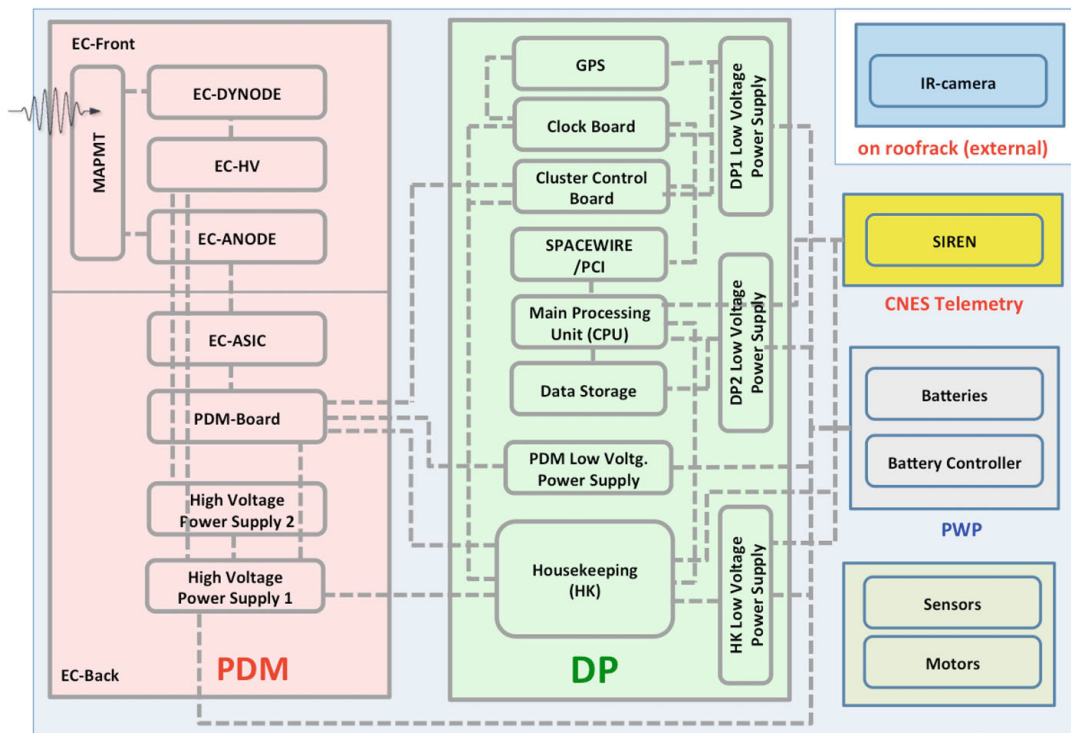 EC-Front
MAPMT
EC-DYNODE
EC-HV
EC-ANODE
EC-ASIC
PDM-Board
High Voltage
Power Supply 2
High Voltage
Power Supply 1
EC-Back
PDM
GPS
Clock Board
Cluster Control
Board
SPACEWIRE
/PCI
Main Processing
Unit (CPU)
Data Storage
PDM Low Voltg.
Power Supply
Housekeeping
(HK)
DP1 Low Voltage
Power Supply
DP2 Low Voltage
Power Supply
HK Low Voltage
Power Supply
DP
IR-camera
on roofrack (external)
SIREN
CNES Telemetry
Batteries
Battery Controller
PWP
Sensors
Motors